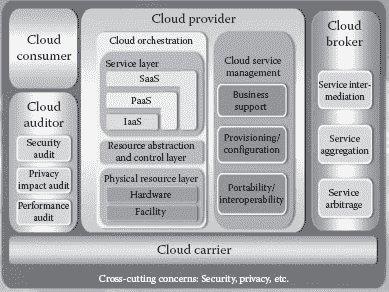 Cloud
consumer
Cloud
auditor
Security
audit
Privacy
impact audit
Performance
audit
Cloud provider
Cloud orchestration
Service layer
SaaS
PaaS
IaaS
Resource abstraction
and control layer
Physical resource layer
Hardware
Facility
Cloud service
management
Business
support
Provisioning/
configuration
Portability/
interoperability
Cloud
broker
Service inter-
mediation
Service
aggregation
Service
arbitrage
Cloud carrier
Cross-cutting concerns: Security, privacy, etc.